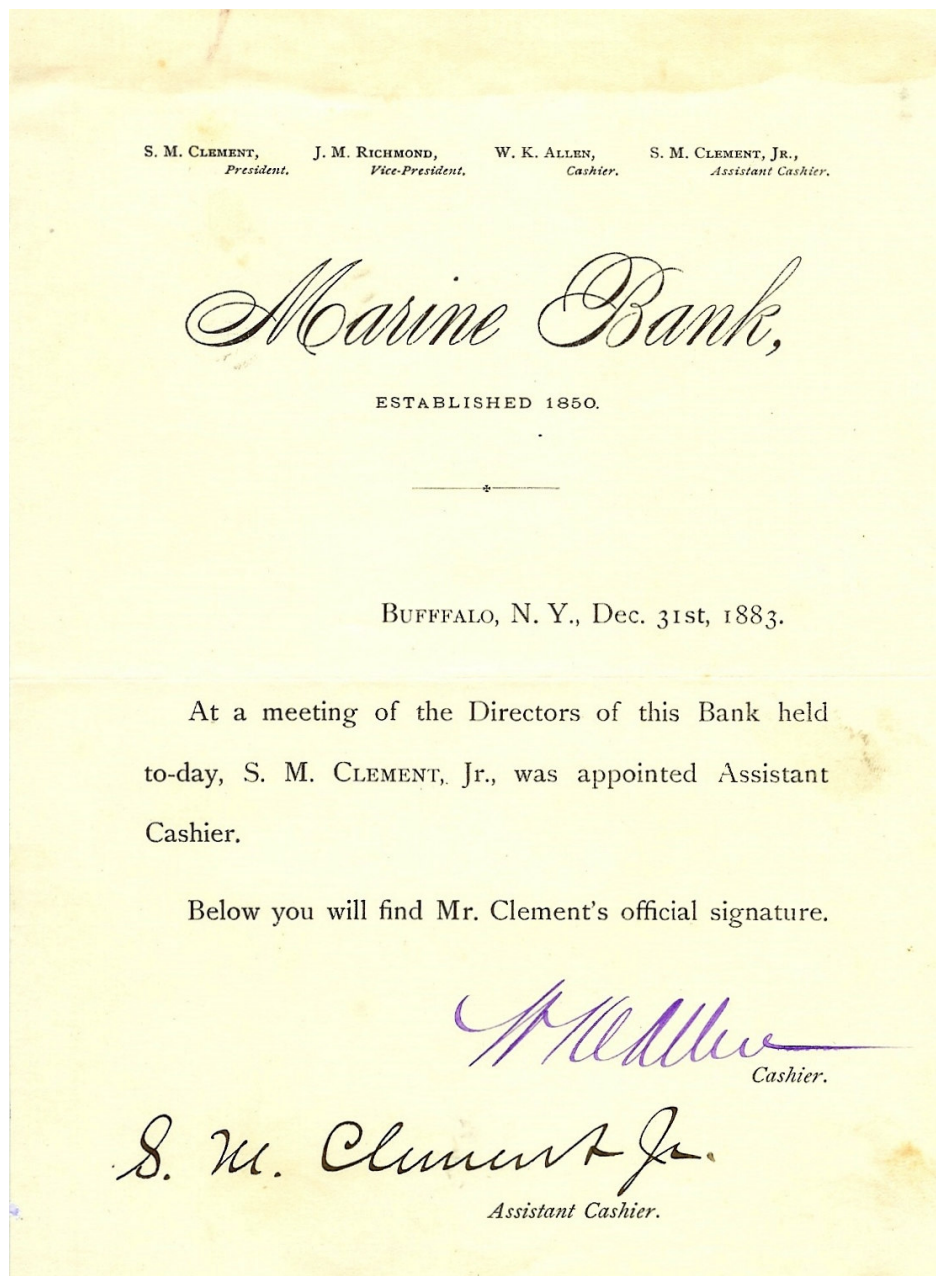 S. M. CLEMENT, J. M. RICHMOND, W. K. ALLEN, S. M. CLEMENT, JR.,
President. Vice-President. Cashier. Assistant Cashier.
Marine Bank,
ESTABLISHED 1850.
BUFFFALO, N. Y., Dec. 31st, 1883.
At a meeting of the Directors of this Bank held
to-day, S. M. CLEMENT, Jr., was appointed Assistant
Cashier.
Below you will find Mr. Clement's official signature.
W K Allen
Cashier.
S. M. Clement Jr.
Assistant Cashier.